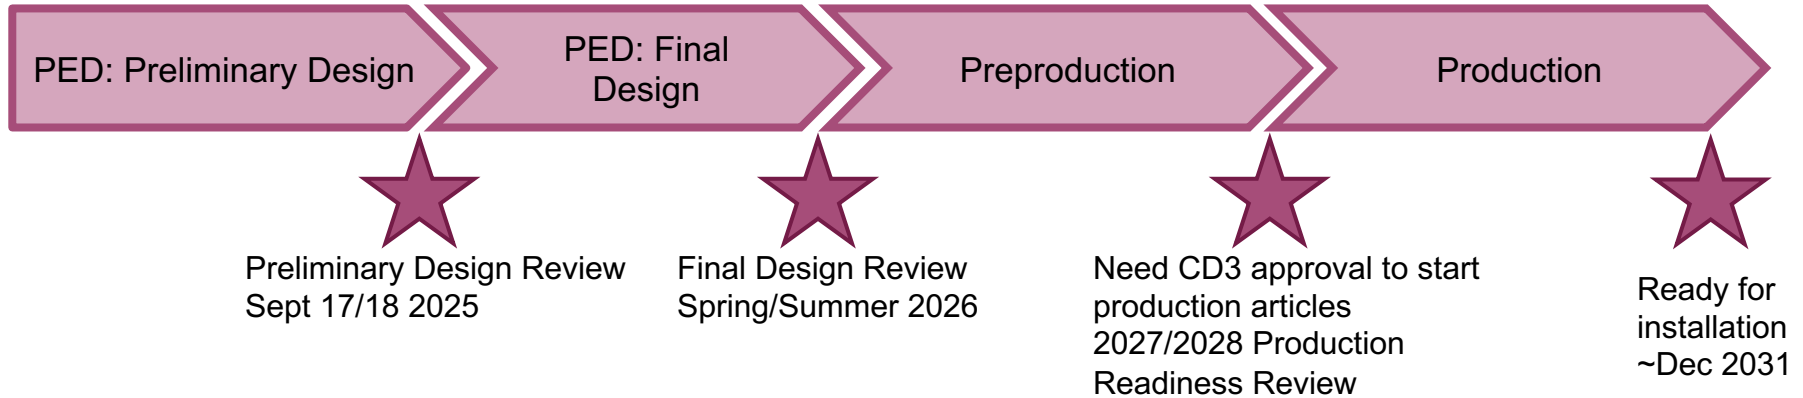 PED: Preliminary Design
PED: Final
Design
Preproduction
Production
Preliminary Design Review
Sept 17/18 2025
Final Design Review
Spring/Summer 2026
Need CD3 approval to start
production articles
2027/2028 Production
Readiness Review
Ready for
installation
~Dec 2031